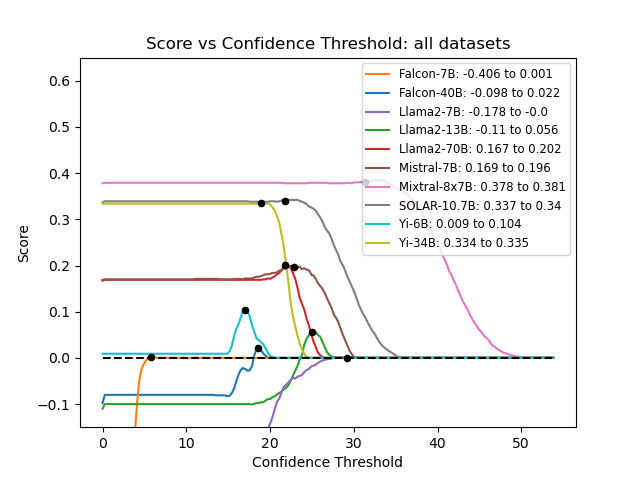 Score vs Confidence Threshold: all datasets
Falcon-7B: -0.406 to 0.001
Falcon-40B: -0.098 to 0.022
Llama2-7B: -0.178 to -0.0
Llama2-13B: -0.11 to 0.056
Llama2-70B: 0.167 to 0.202
Mistral-7B: 0.169 to 0.196
Mixtral-8x7B: 0.378 to 0.381
SOLAR-10.7B: 0.337 to 0.34
Yi-6B: 0.009 to 0.104
Yi-34B: 0.334 to 0.335
Score
0.6
0.5
0.4
0.3
0.2
0.1
0.0
−0.1
0 10 20 30 40 50
Confidence Threshold